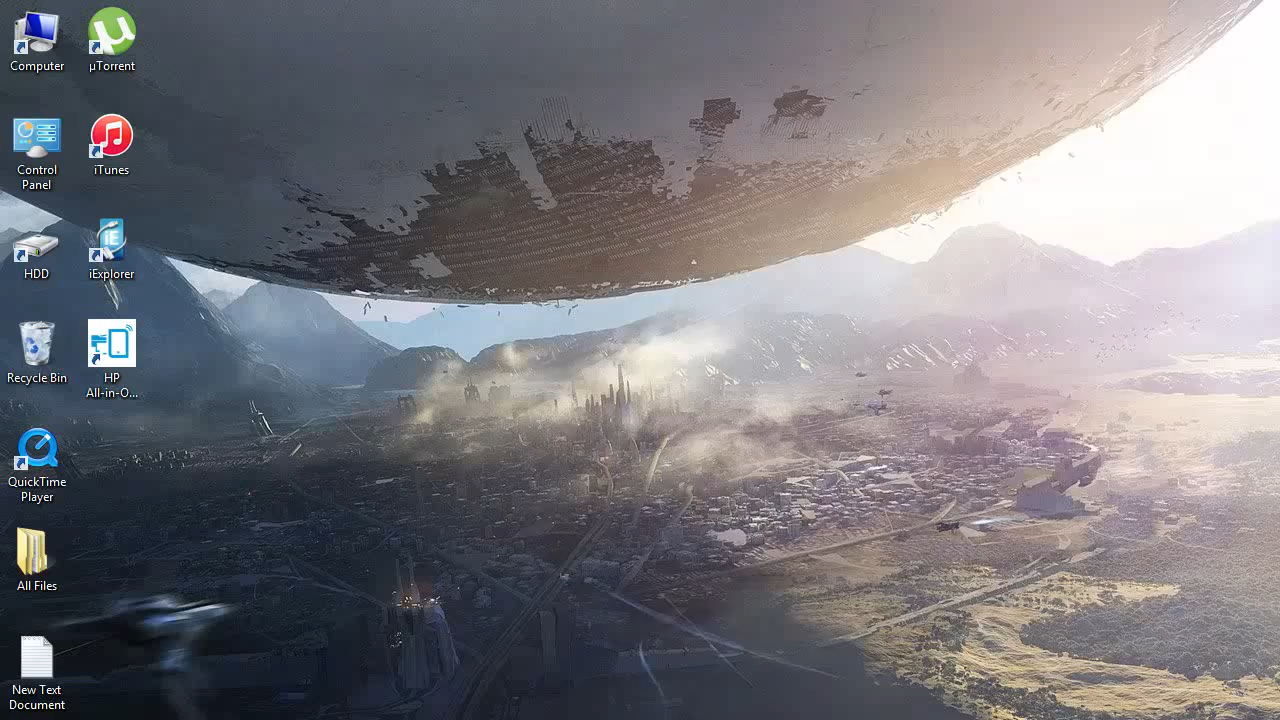 Computer
µTorrent
Control
Panel
iTunes
HDD
iExplorer
Recycle Bin
HP
All-in-O...
QuickTime
Player
All Files
New Text
Document